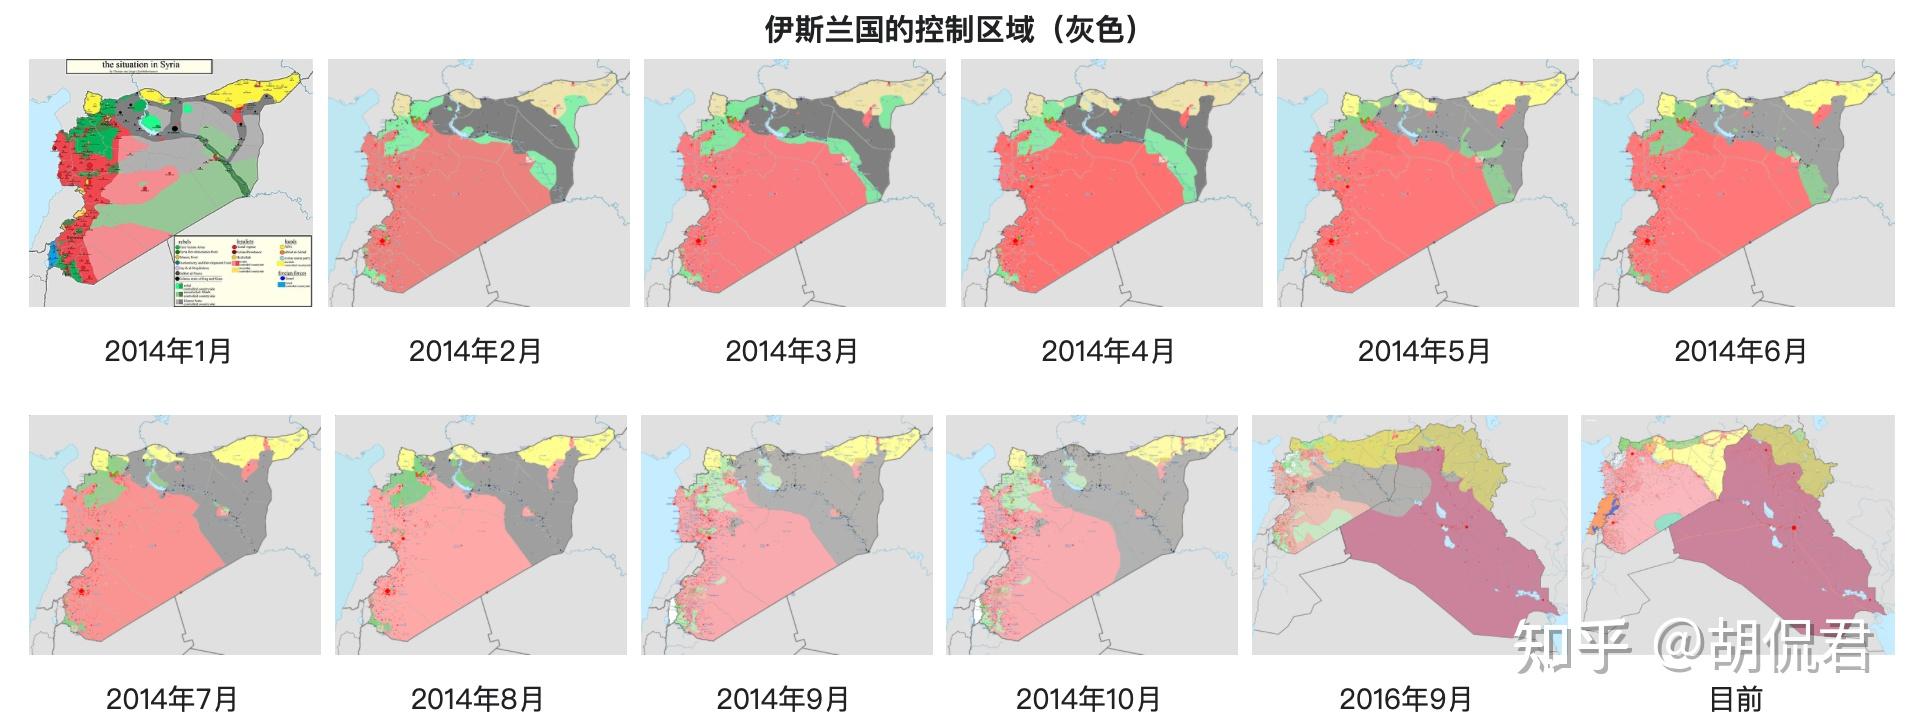 伊斯兰国的控制区域（灰色）
the situation in Syria
rebels
loyalists
kurds
foreign forces
2014年1月
2014年2月
2014年3月
2014年4月
2014年5月
2014年6月
2014年7月
2014年8月
2014年9月
2014年10月
2016年9月
目前
知乎 @胡侃君